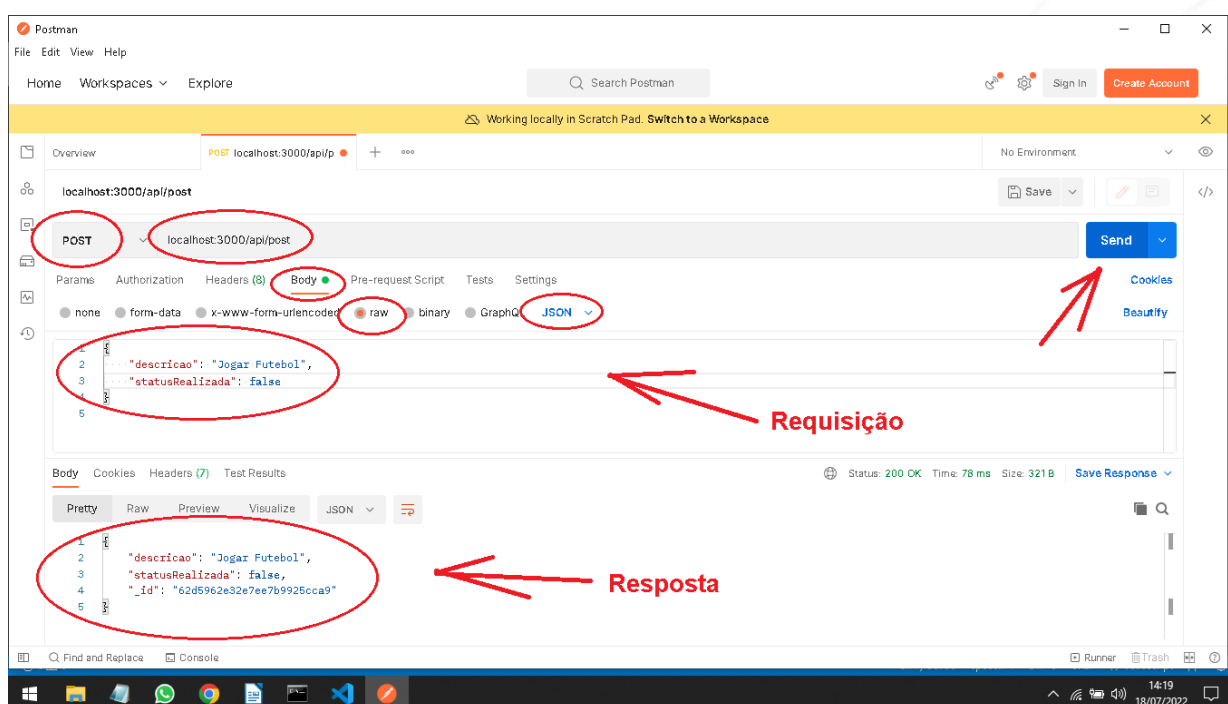 Postman
File Edit View Help
Home Workspaces Explore Search Postman Sign In Create Account
Working locally in Scratch Pad. Switch to a Workspace
Overview POST localhost:3000/api/p No Environment
localhost:3000/api/post Save
POST localhost:3000/api/post Send
Params Authorization Headers (8) Body Pre-request Script Tests Settings Cookies
none form-data x-www-form-urlencoded raw binary GraphQL JSON Beautify
1 {
2 "descricao": "Jogar Futebol",
3 "statusRealizada": false
4 }
5
Requisição
Body Cookies Headers (7) Test Results Status: 200 OK Time: 78 ms Size: 321 B Save Response
Pretty Raw Preview Visualize JSON
1 {
2 "descricao": "Jogar Futebol",
3 "statusRealizada": false,
4 "_id": "62d5962e32e7ee7b9925cca9"
5 }
Resposta
Find and Replace Console Runner Trash
14:19
18/07/2022